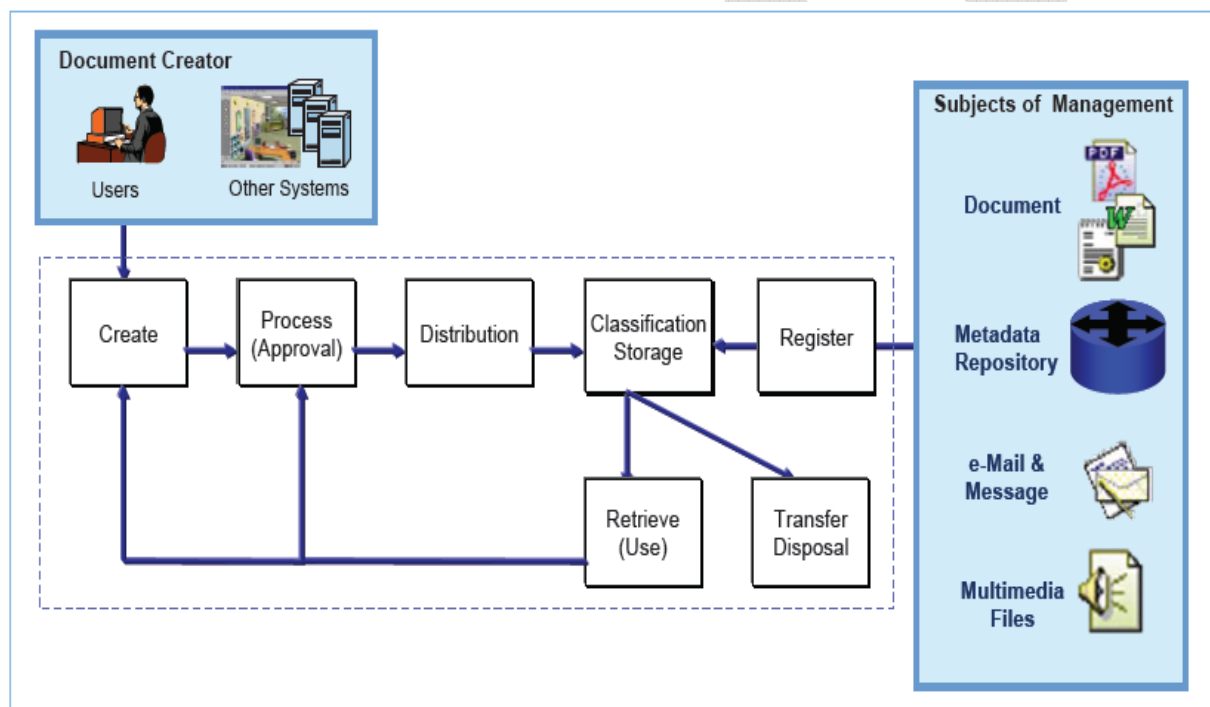 Document Creator
Users
Other Systems
Subjects of Management
Document
PDF
W
Metadata
Repository
e-Mail &
Message
Multimedia
Files
Create
Process
(Approval)
Distribution
Classification
Storage
Register
Retrieve
(Use)
Transfer
Disposal